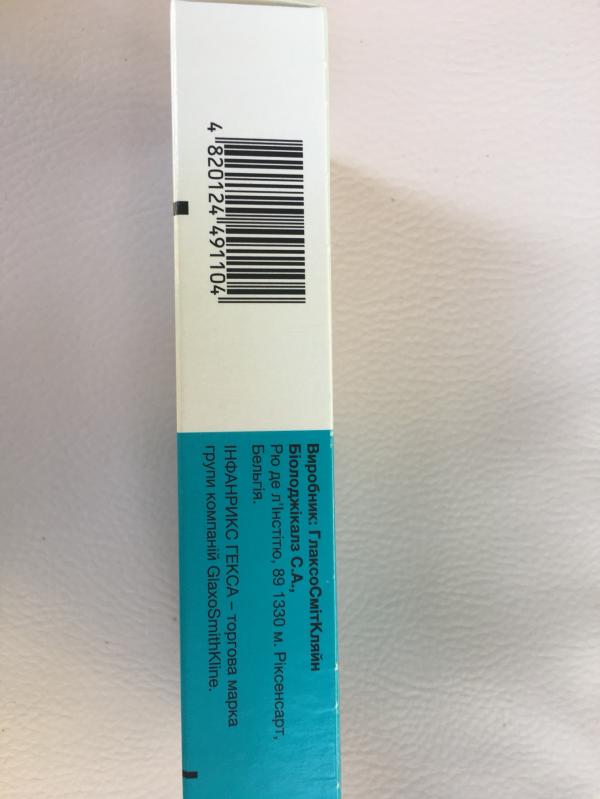 4 820124 491104
Виробник: ГлаксоСмітКляйн
Біолоджікалз С.А.,
Рю де л'Інстітю, 89 1330 м. Ріксенсарт,
Бельгія.
ІНФАНРИКС ГЕКСА – торгова марка
групи компаній GlaxoSmithKline.